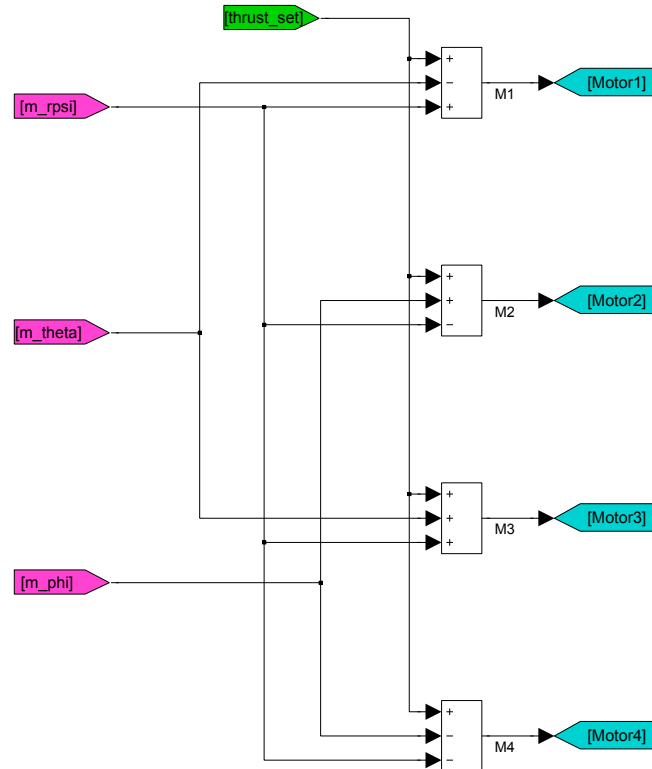 [thrust_set]
+
−
+
M1
[Motor1]
[m_rpsi]
+
+
−
M2
[Motor2]
[m_theta]
+
+
+
M3
[Motor3]
[m_phi]
+
−
−
M4
[Motor4]